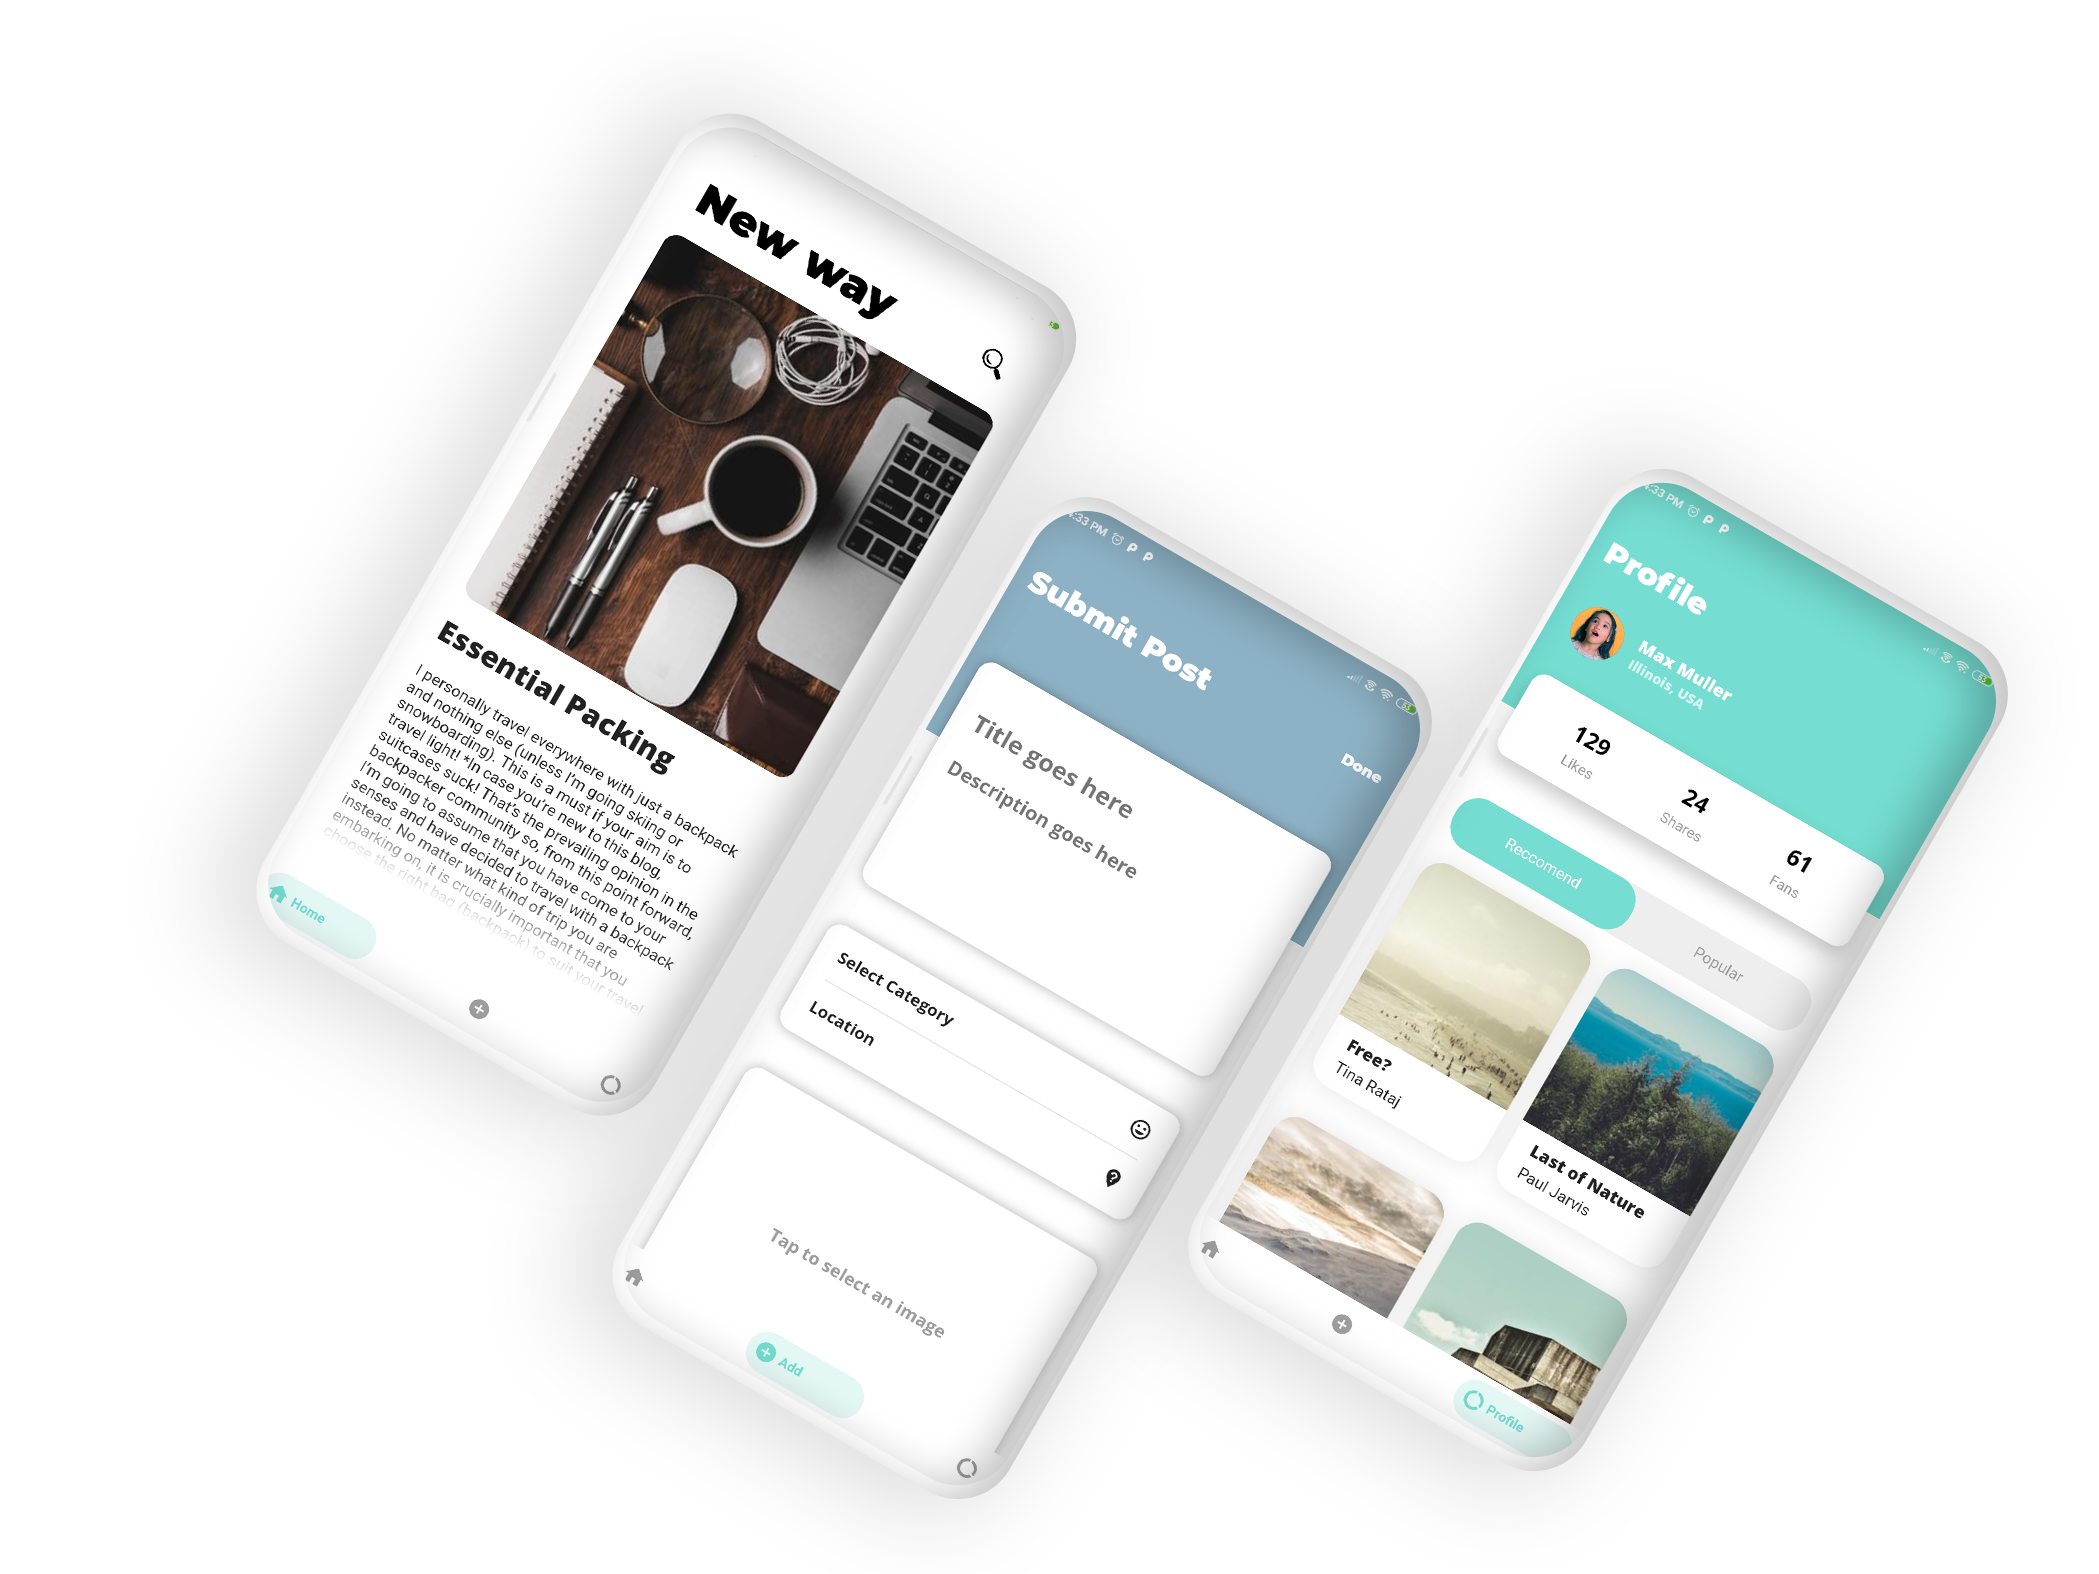 New way
Essential Packing
I personally travel everywhere with just a backpack
and nothing else (unless I'm going skiing or
snowboarding). This is a must if your aim is to
travel light! *In case you're new to this blog,
suitcases suck! That's the prevailing opinion in the
backpacker community so, from this point forward,
I'm going to assume that you have come to your
senses and have decided to travel with a backpack
instead. No matter what kind of trip you are
embarking on, it is crucially important that you
choose the right bag (backpack) to suit your travel
Home
4:33 PM
Submit Post
83
Done
Title goes here
Description goes here
Select Category
Location
Tap to select an image
Add
4:33 PM
Profile
83
Max Muller
Illinois, USA
129
Likes
24
Shares
61
Fans
Reccomend
Popular
Free?
Tina Rataj
Last of Nature
Paul Jarvis
Profile